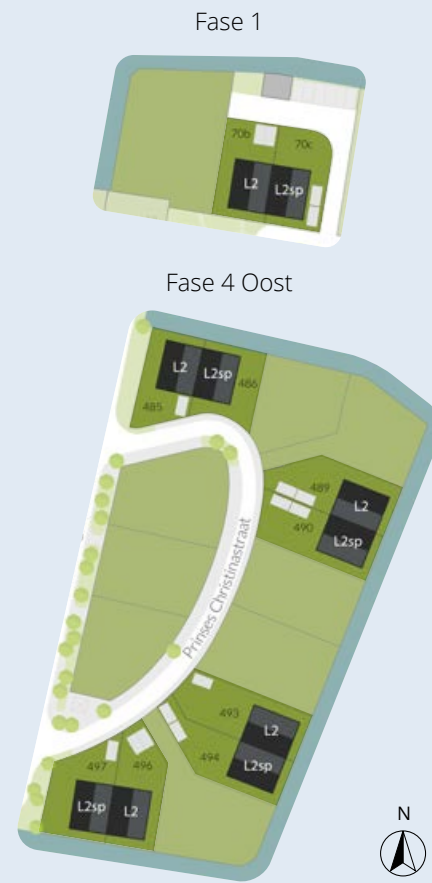 Fase 1
70b
70c
L2
L2sp
Fase 4 Oost
L2
L2sp
486
485
489
L2
490
L2sp
Prinses Christinastraat
493
L2
494
L2sp
497
496
L2sp
L2
N